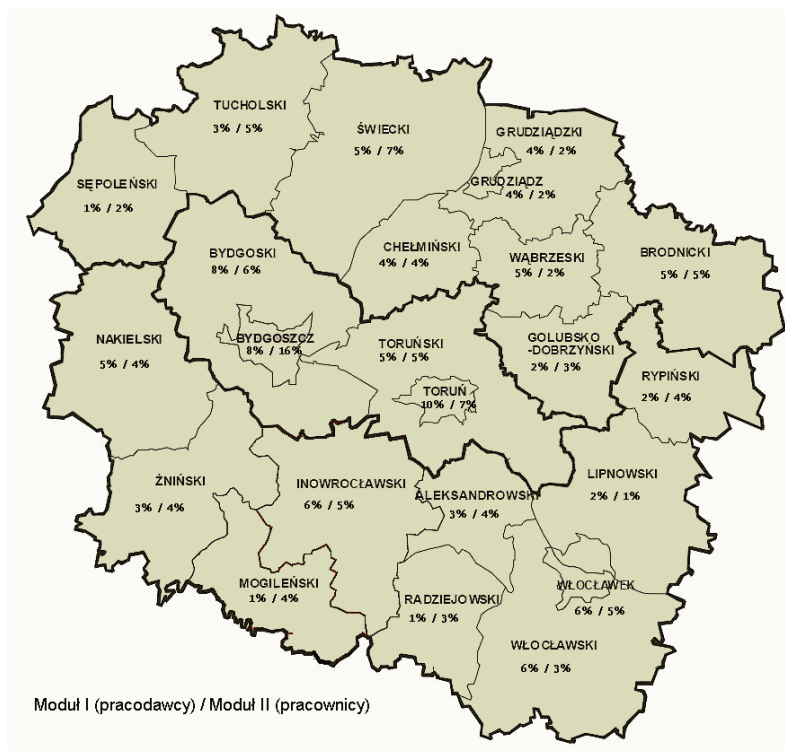 TUCHOLSKI
3% / 5%
ŚWIECKI
5% / 7%
GRUDZIĄDZKI
4% / 2%
GRUDZIĄDZ
4% / 2%
SĘPOLEŃSKI
1% / 2%
BYDGOSKI
8% / 6%
CHEŁMIŃSKI
4% / 4%
WĄBRZESKI
5% / 2%
BRODNICKI
5% / 5%
NAKIELSKI
5% / 4%
BYDGOSZCZ
8% / 16%
TORUŃSKI
5% / 5%
GOLUBSKO
-DOBRZYŃSKI
2% / 3%
RYPIŃSKI
2% / 4%
TORUŃ
10% / 7%
ŻNIŃSKI
3% / 4%
INOWROCŁAWSKI
6% / 5%
ALEKSANDROWSKI
3% / 4%
LIPNOWSKI
2% / 1%
MOGILEŃSKI
1% / 4%
RADZIEJOWSKI
1% / 3%
WŁOCŁAWEK
6% / 5%
WŁOCŁAWSKI
6% / 3%
Moduł I (pracodawcy) / Moduł II (pracownicy)